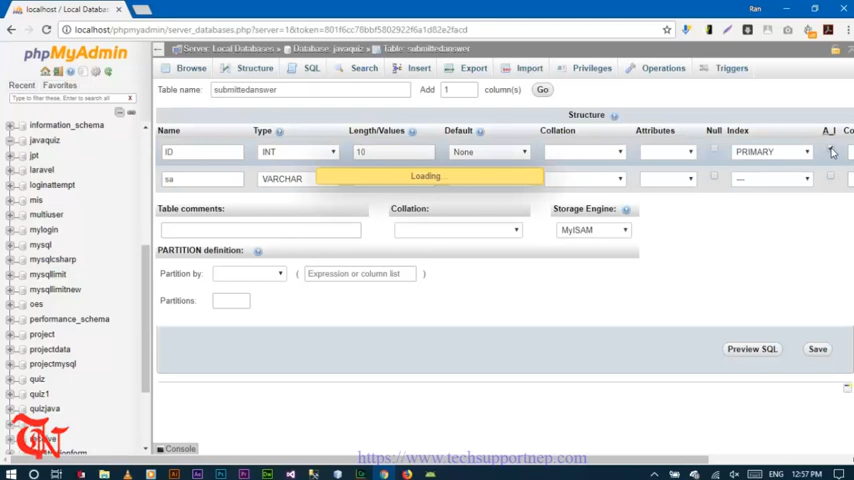 localhost / Local Databas
Ran
localhost/phpmyadmin/server_databases.php?server=1&token=801f6cc78bbf5802922f6a1d82e2facd
phpMyAdmin
Server: Local Databases » Database: javaquiz » Table: submittedanswer
Browse Structure SQL Search Insert Export Import Privileges Operations Triggers
Recent Favorites
Table name: submittedanswer Add 1 column(s) Go
Type to filter these, Enter to search all X
Structure
Name Type Length/Values Default Collation Attributes Null Index A_I Co
ID INT 10 None PRIMARY
sa VARCHAR Loading... ---
Table comments: Collation: Storage Engine:
MyISAM
PARTITION definition:
Partition by: ( Expression or column list )
Partitions:
Preview SQL Save
information_schema
javaquiz
jpt
laravel
loginattempt
mis
multiuser
mylogin
mysql
mysqlcsharp
mysqllimit
mysqllimitnew
oes
performance_schema
project
projectdata
projectmysql
quiz
quiz1
quizjava
Console
https://www.techsupportnep.com
ENG 12:57 PM